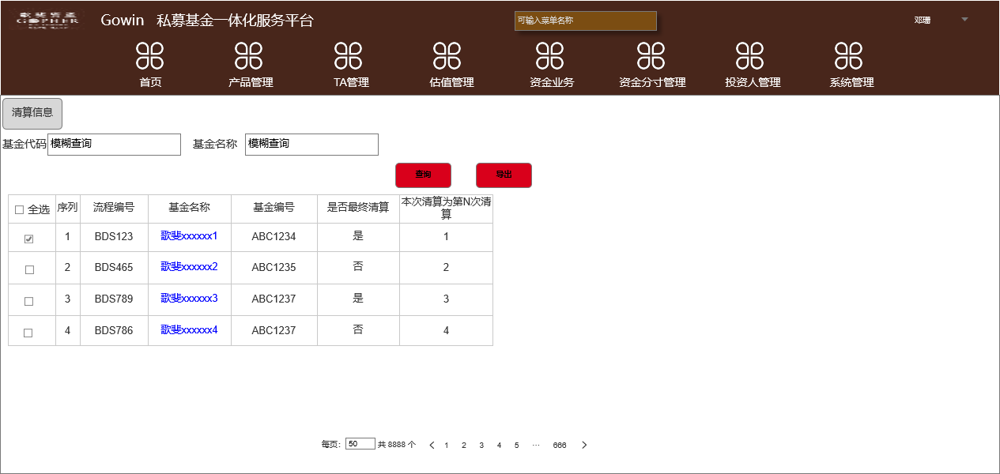 歌斐诺亚
GOPHER
Gowin 私募基金一体化服务平台
可输入菜单名称
邓珊
首页 产品管理 TA管理 估值管理 资金业务 资金分寸管理 投资人管理 系统管理
清算信息
基金代码 模糊查询 基金名称 模糊查询
查询 导出
全选 序列 流程编号 基金名称 基金编号 是否最终清算 本次清算为第N次清算
1 BDS123 歌斐xxxxxx1 ABC1234 是 1
2 BDS465 歌斐xxxxxx2 ABC1235 否 2
3 BDS789 歌斐xxxxxx3 ABC1237 是 3
4 BDS786 歌斐xxxxxx4 ABC1237 否 4
每页: 50 共 8888 个 1 2 3 4 5 ··· 666